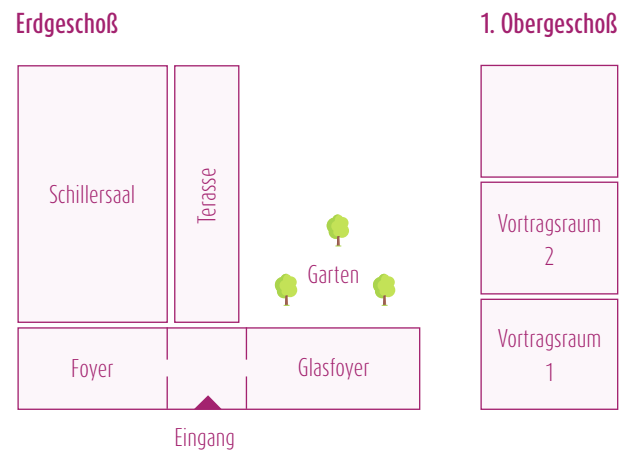 Erdgeschoß
1. Obergeschoß
Schillersaal
Terasse
Garten
Vortragsraum
2
Foyer
Glasfoyer
Vortragsraum
1
Eingang